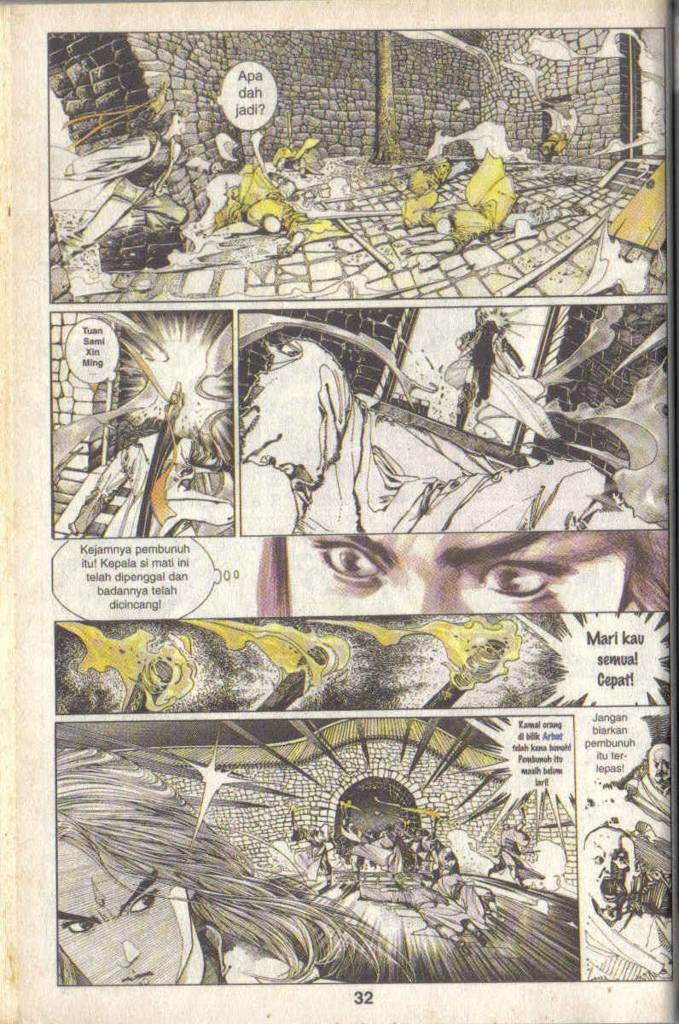 Apa
dah
jadi?
Tuan
Sami
Xin
Ming
...
Kejamnya pembunuh
itu! Kepala si mati ini
telah dipenggal dan
badannya telah
dicincang!
Mari kau
semua!
Cepat!
Ramai orang
di bilik Arbat
telah kena bunuh!
Pembunuh itu
masih belum
lari!
Jangan
biarkan
pembunuh
itu ter-
lepas!
32